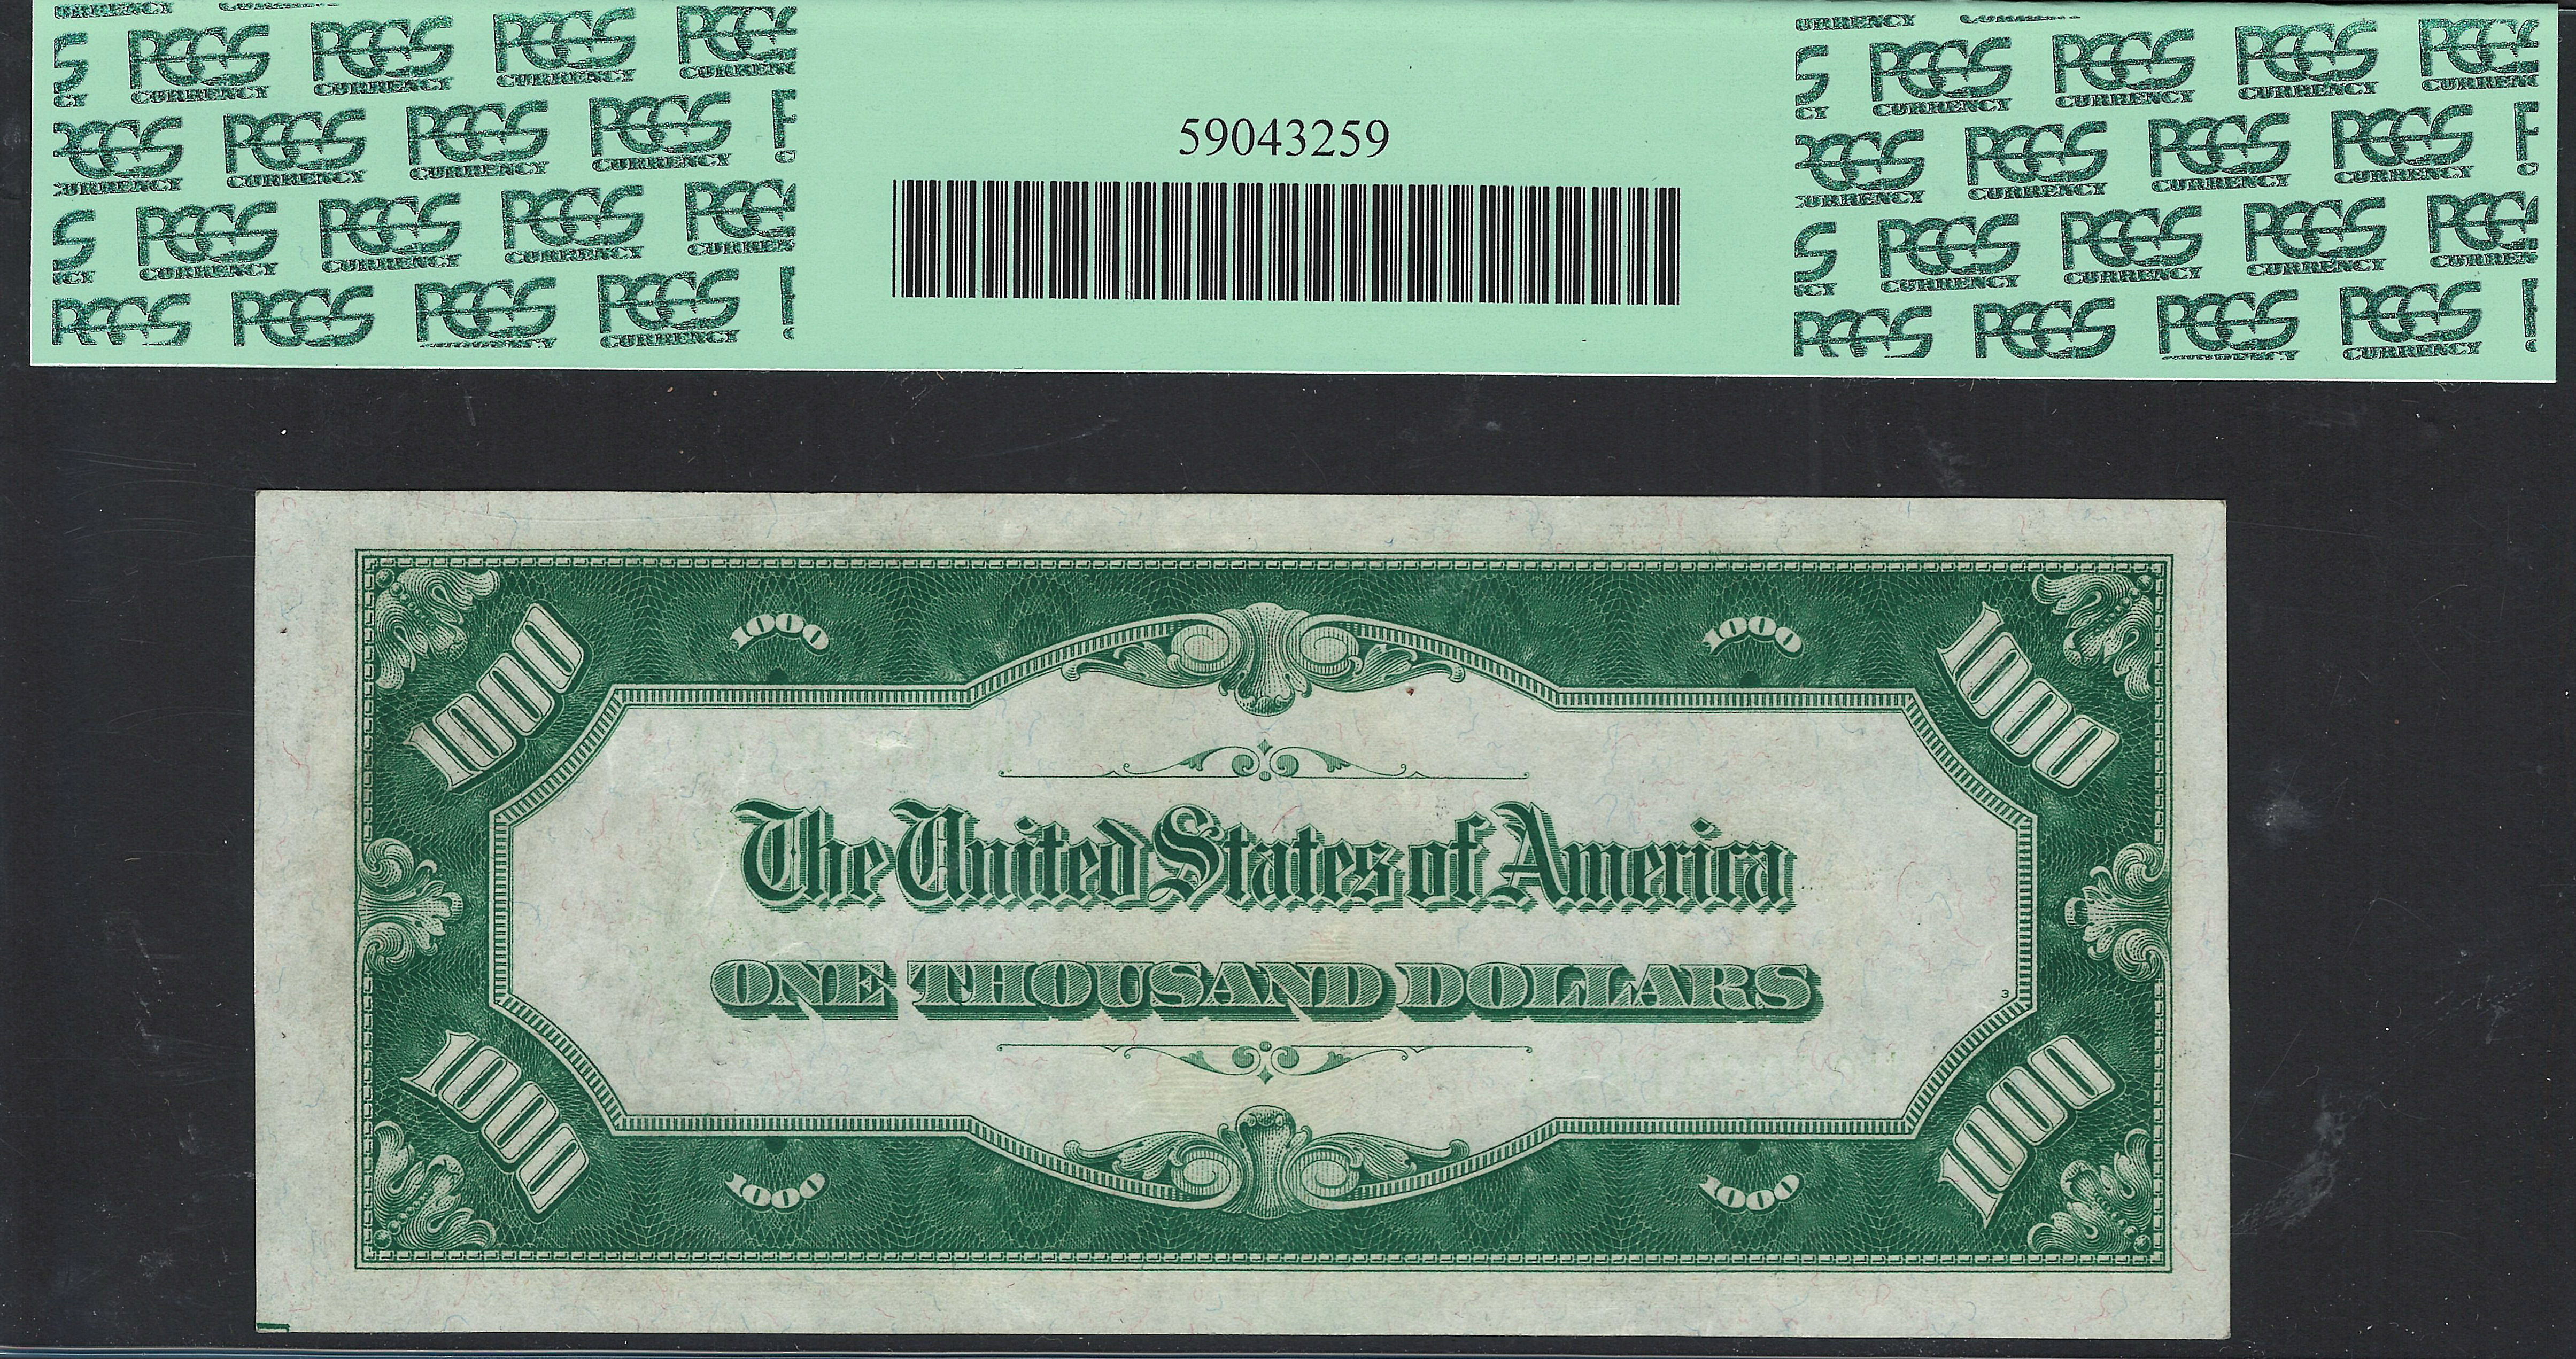 PCGS CURRENCY
59043259
1000 1000 1000 1000
The United States of America
ONE THOUSAND DOLLARS
3
1000 1000 1000 1000